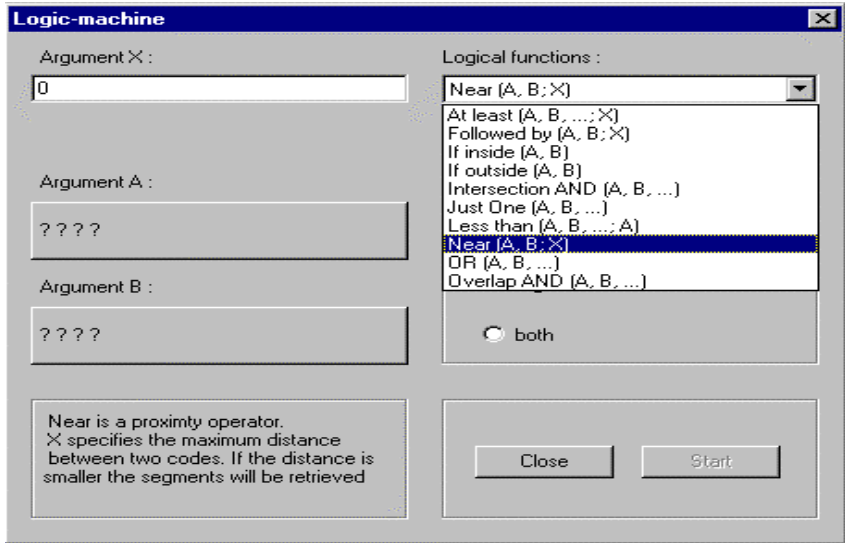 Logic-machine
Argument X :
0
Argument A :
? ? ? ?
Argument B :
? ? ? ?
Near is a proximty operator.
X specifies the maximum distance
between two codes. If the distance is
smaller the segments will be retrieved
Logical functions :
Near (A, B; X)
At least (A, B, ...; X)
Followed by (A, B; X)
If inside (A, B)
If outside (A, B)
Intersection AND (A, B, ...)
Just One (A, B, ...)
Less than (A, B, ...; A)
Near (A, B; X)
OR (A, B, ...)
Overlap AND (A, B, ...)
both
Close
Start